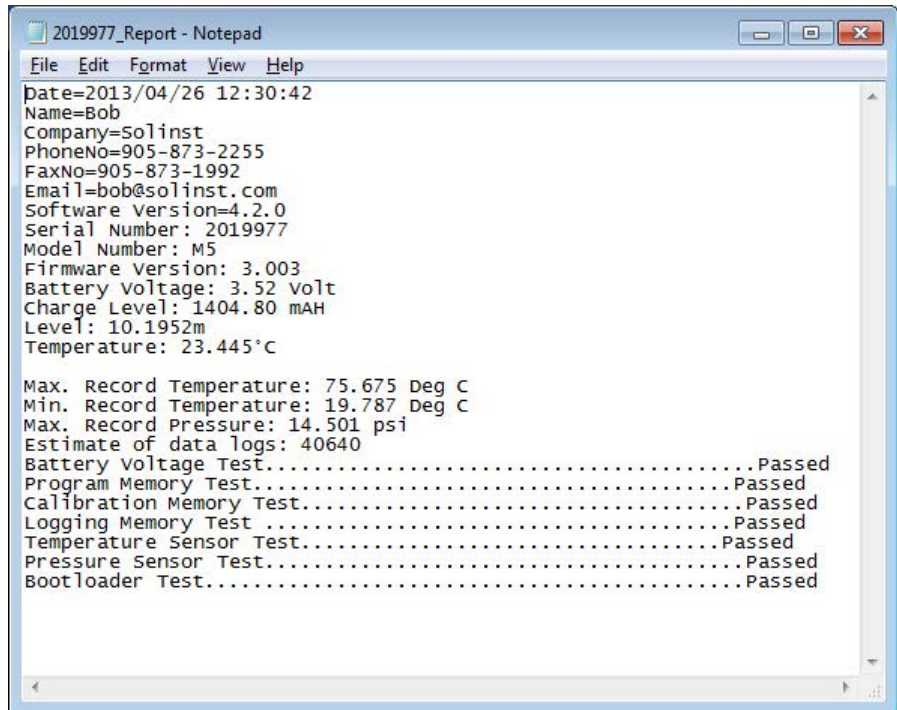 2019977_Report - Notepad
File Edit Format View Help
Date=2013/04/26 12:30:42
Name=Bob
Company=Solinst
PhoneNo=905-873-2255
FaxNo=905-873-1992
Email=bob@solinst.com
Software Version=4.2.0
Serial Number: 2019977
Model Number: M5
Firmware Version: 3.003
Battery Voltage: 3.52 Volt
Charge Level: 1404.80 mAH
Level: 10.1952m
Temperature: 23.445°C

Max. Record Temperature: 75.675 Deg C
Min. Record Temperature: 19.787 Deg C
Max. Record Pressure: 14.501 psi
Estimate of data logs: 40640
Battery Voltage Test.........................................Passed
Program Memory Test........................................Passed
Calibration Memory Test.....................................Passed
Logging Memory Test .......................................Passed
Temperature Sensor Test...................................Passed
Pressure Sensor Test........................................Passed
Bootloader Test.............................................Passed